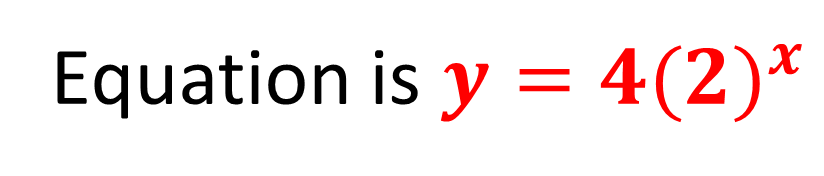 Equation is y = 4(2)ˣ